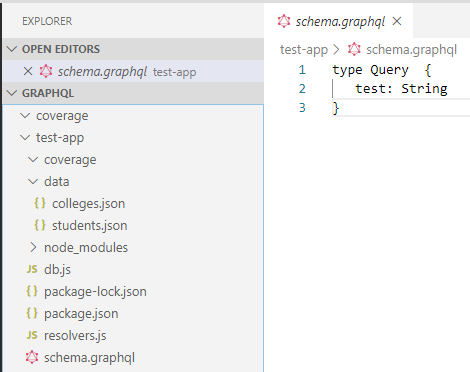 EXPLORER
OPEN EDITORS
schema.graphql test-app
GRAPHQL
coverage
test-app
coverage
data
{} colleges.json
{} students.json
node_modules
JS db.js
{} package-lock.json
{} package.json
JS resolvers.js
schema.graphql
schema.graphql
test-app > schema.graphql
1 type Query  {
2 test: String
3 }